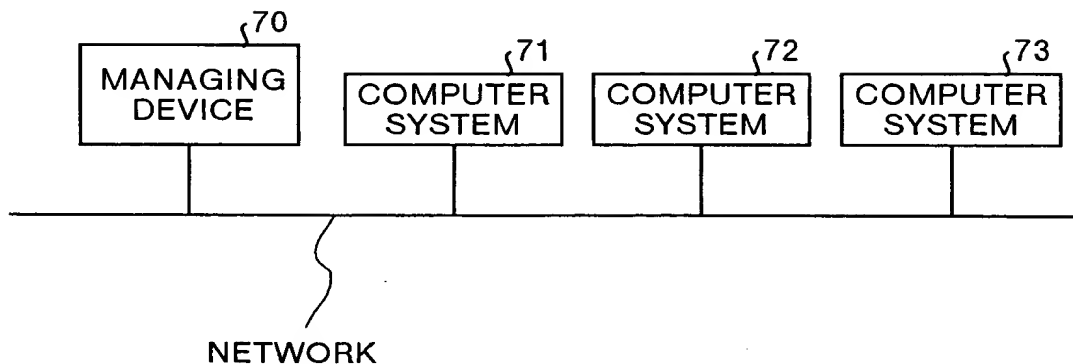 70
MANAGING
DEVICE
71
COMPUTER
SYSTEM
72
COMPUTER
SYSTEM
73
COMPUTER
SYSTEM
NETWORK